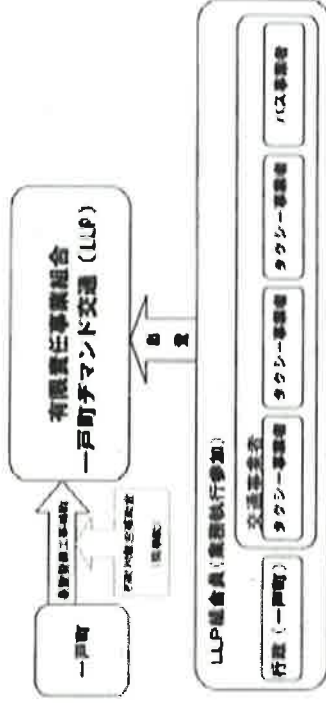 一戸町
有限責任事業組合
一戸町デマンド交通(LLP)
出
資
LLP組合員(業務執行参加)
交通事業者
行政(一戸町)
タクシー事業者
タクシー事業者
タクシー事業者
バス事業者